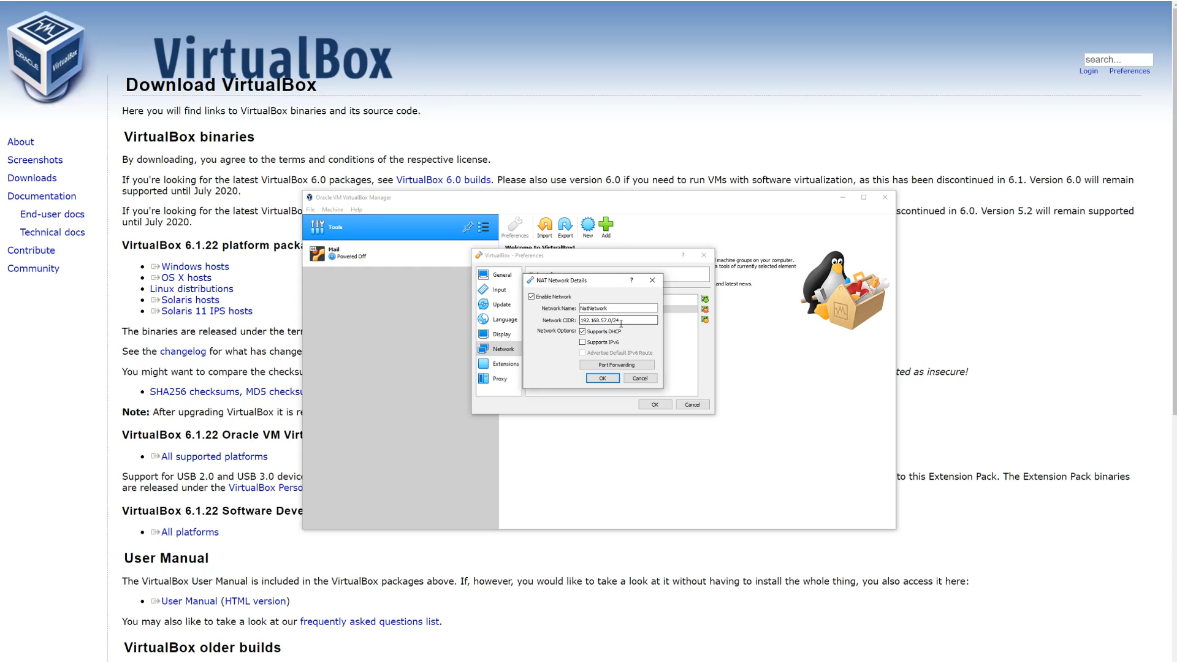 ORACLE
VirtualBox
VirtualBox
search...
Login Preferences
Download VirtualBox
Here you will find links to VirtualBox binaries and its source code.
About
Screenshots
Downloads
Documentation
End-user docs
Technical docs
Contribute
Community
VirtualBox binaries
By downloading, you agree to the terms and conditions of the respective license.
If you're looking for the latest VirtualBox 6.0 packages, see VirtualBox 6.0 builds. Please also use version 6.0 if you need to run VMs with software virtualization, as this has been discontinued in 6.1. Version 6.0 will remain
supported until July 2020.
If you're looking for the latest VirtualBo
scontinued in 6.0. Version 5.2 will remain supported
until July 2020.
VirtualBox 6.1.22 platform packa
Windows hosts
OS X hosts
Linux distributions
Solaris hosts
Solaris 11 IPS hosts
The binaries are released under the terr
See the changelog for what has change
You might want to compare the checksu
ted as insecure!
SHA256 checksums, MD5 checksu
Note: After upgrading VirtualBox it is re
VirtualBox 6.1.22 Oracle VM Virt
All supported platforms
Support for USB 2.0 and USB 3.0 device
to this Extension Pack. The Extension Pack binaries
are released under the VirtualBox Perso
VirtualBox 6.1.22 Software Deve
All platforms
User Manual
The VirtualBox User Manual is included in the VirtualBox packages above. If, however, you would like to take a look at it without having to install the whole thing, you also access it here:
User Manual (HTML version)
You may also like to take a look at our frequently asked questions list.
VirtualBox older builds
Oracle VM VirtualBox Manager
File Machine Help
Tools
Mail
Powered Off
Preferences Import Export New Add
Welcome to VirtualBox!
machine groups on your computer.
e tools of currently selected element
and latest news.
VirtualBox - Preferences
General
Input
Update
Language
Display
Network
Extensions
Proxy
OK Cancel
NAT Network Details
Enable Network
Network Name: NatNetwork
Network CIDR: 192.168.57.0/24
Network Options: Supports DHCP
Supports IPv6
Advertise Default IPv6 Route
Port Forwarding
OK Cancel